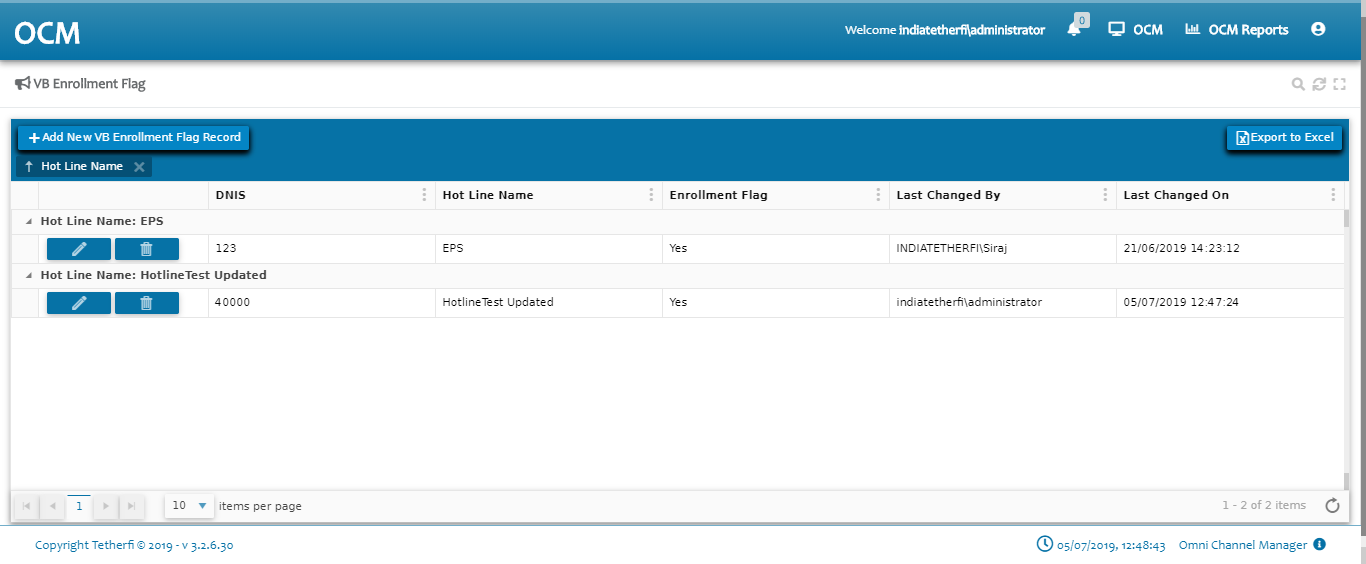 OCM
Welcome indiatetherfi\administrator
0
OCM
OCM Reports
VB Enrollment Flag
Add New VB Enrollment Flag Record
Export to Excel
Hot Line Name
DNIS Hot Line Name Enrollment Flag Last Changed By Last Changed On
Hot Line Name: EPS
123 EPS Yes INDIATETHERFI\Siraj 21/06/2019 14:23:12
Hot Line Name: HotlineTest Updated
40000 HotlineTest Updated Yes indiatetherfi\administrator 05/07/2019 12:47:24
1 10 items per page 1 - 2 of 2 items
Copyright Tetherfi © 2019 - v 3.2.6.30 05/07/2019, 12:48:43 Omni Channel Manager